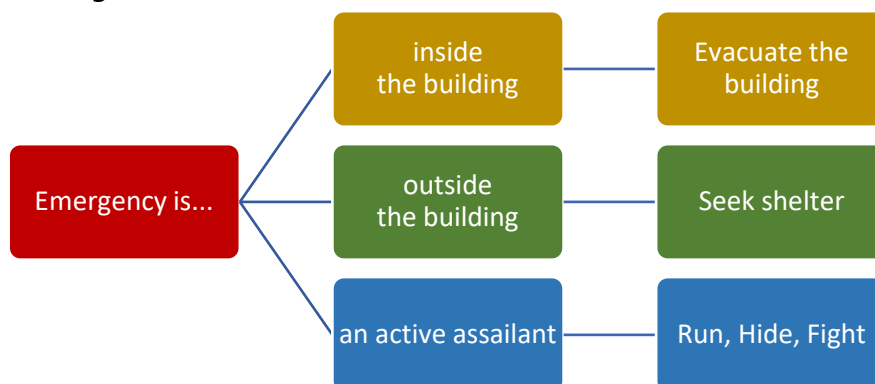 Emergency is...
inside
the building
Evacuate the
building
outside
the building
Seek shelter
an active assailant
Run, Hide, Fight